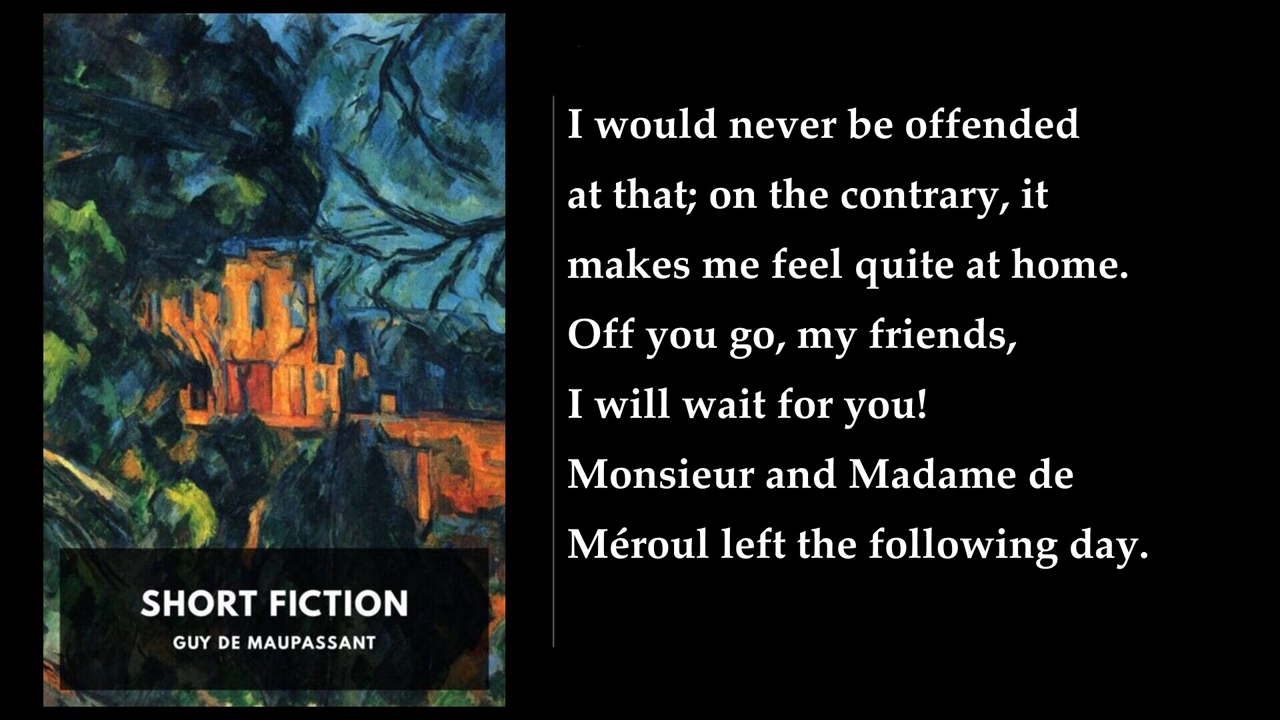 I would never be offended
at that; on the contrary, it
makes me feel quite at home.
Off you go, my friends,
I will wait for you!
Monsieur and Madame de
Méroul left the following day.
SHORT FICTION
GUY DE MAUPASSANT